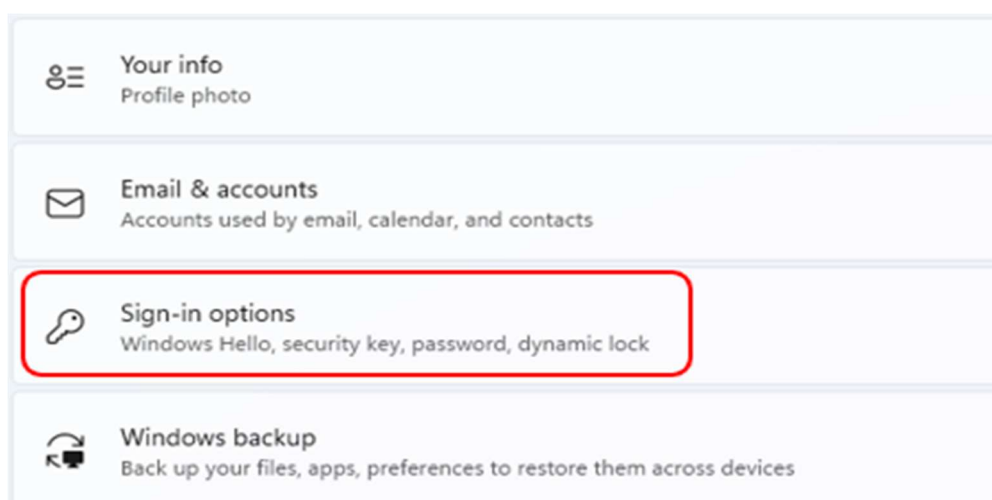 Your info
Profile photo
Email & accounts
Accounts used by email, calendar, and contacts
Sign-in options
Windows Hello, security key, password, dynamic lock
Windows backup
Back up your files, apps, preferences to restore them across devices